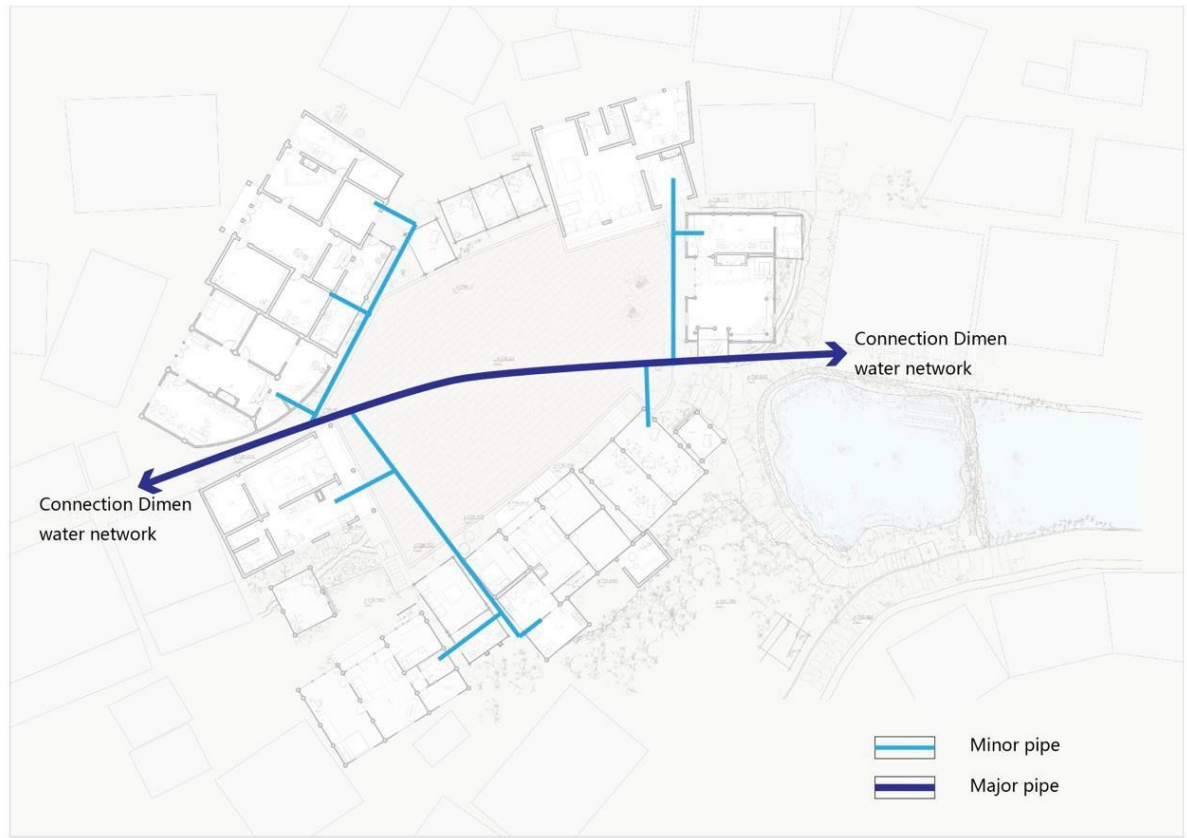 Connection Dimen
water network
Connection Dimen
water network
Minor pipe
Major pipe